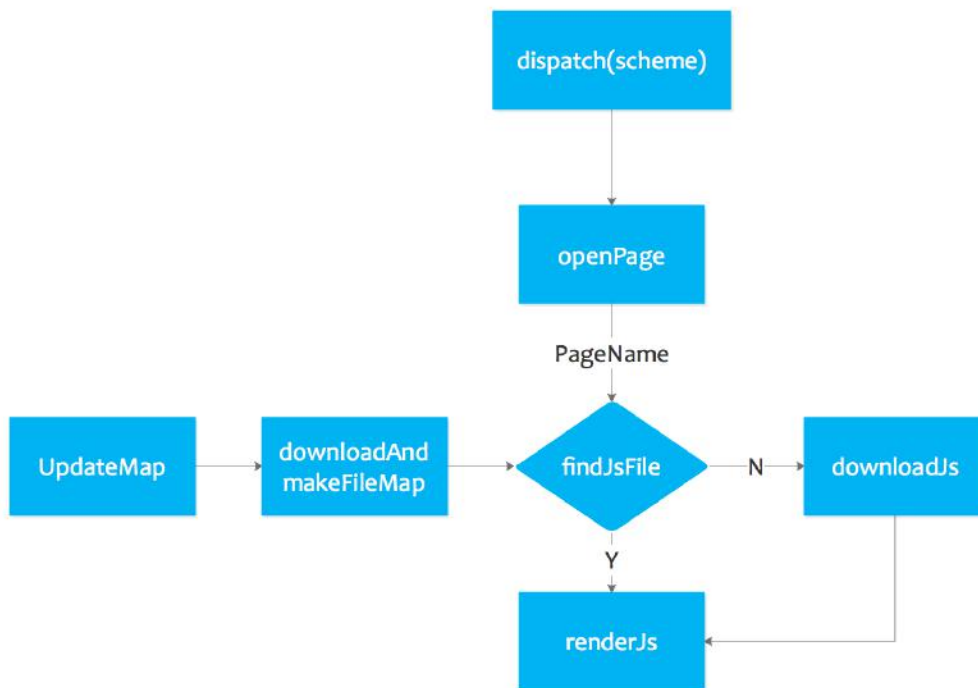 dispatch(scheme)
openPage
PageName
UpdateMap
downloadAnd
makeFileMap
findJsFile
N
downloadJs
Y
renderJs